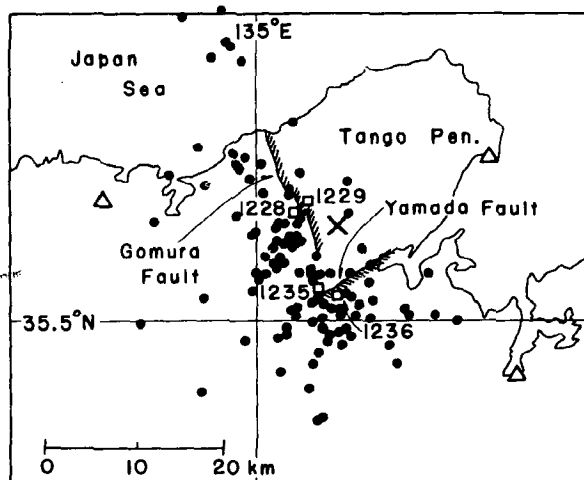 135°E
Japan
Sea
Tango Pen.
1229
1228
Yamada Fault
Gomura
Fault
1235
1236
35.5°N
0 10 20 km